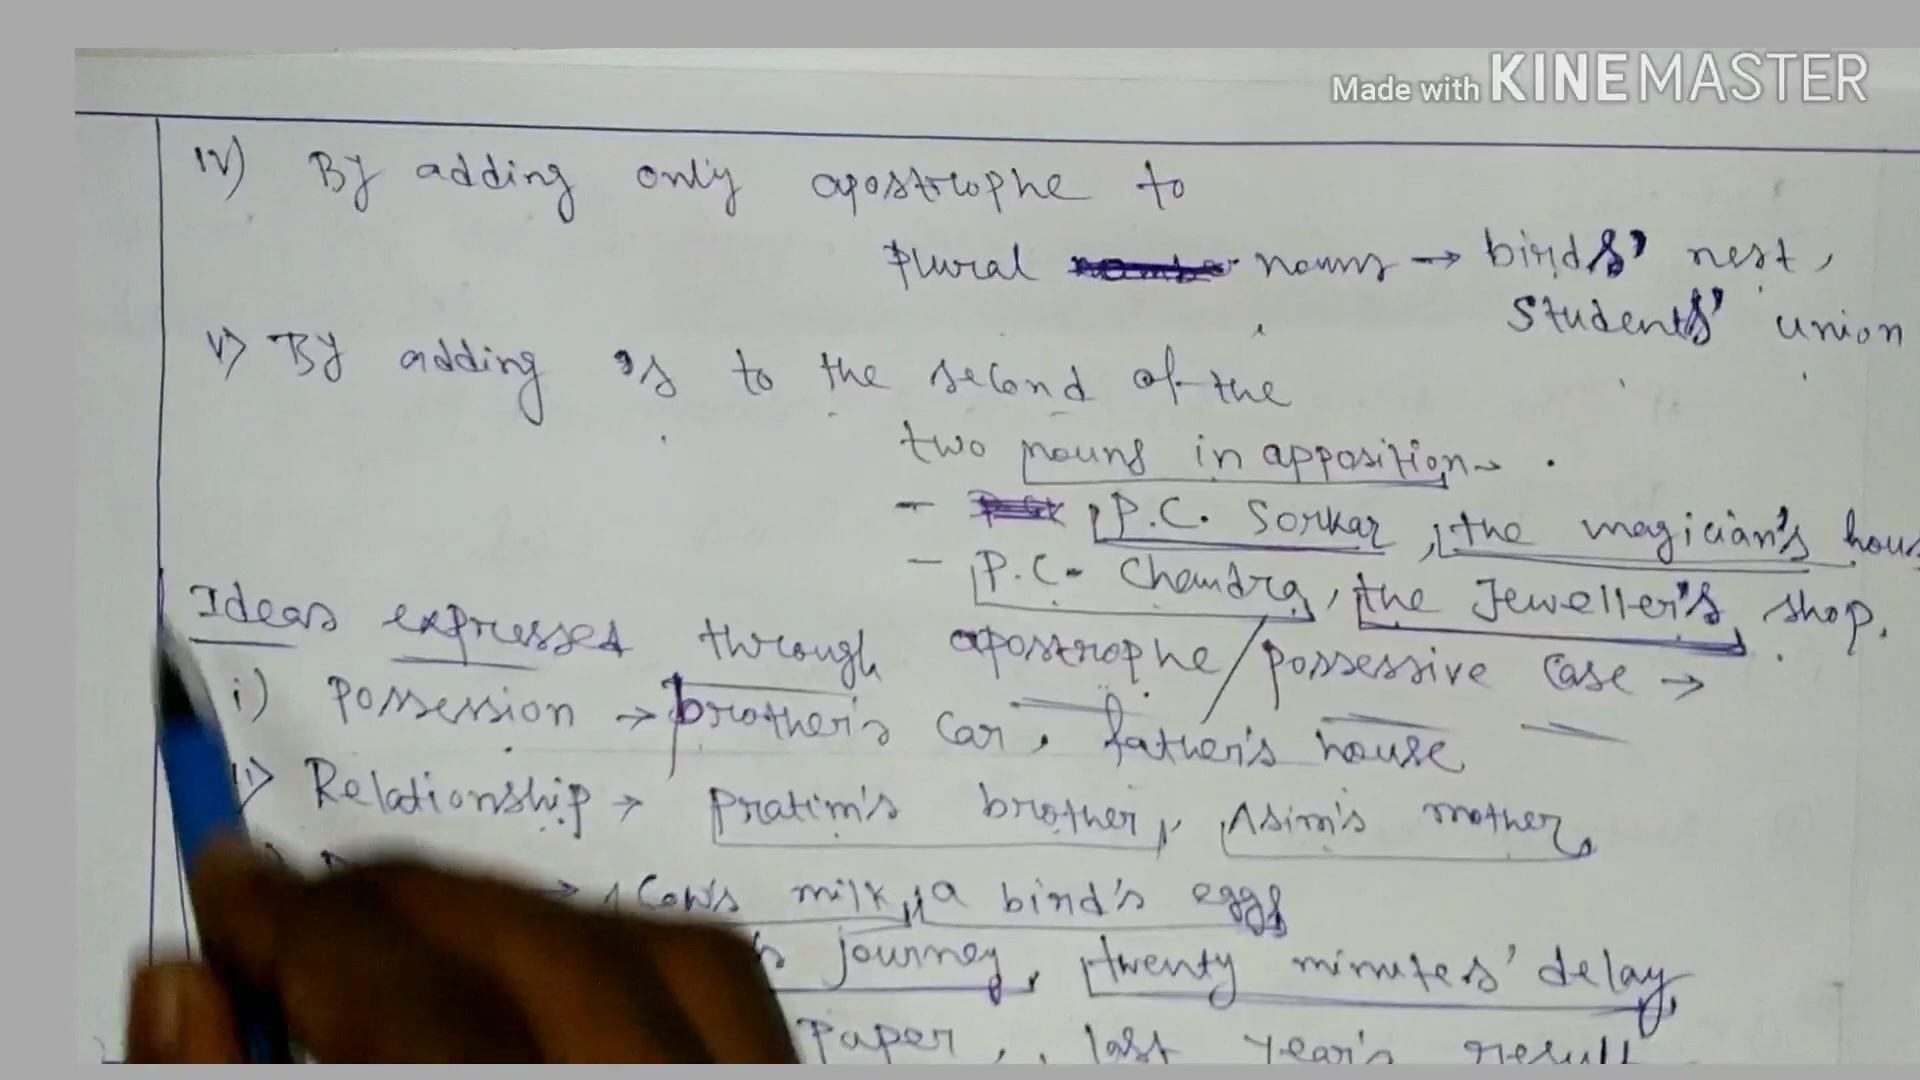 Made with KINEMASTER
IV) By adding only apostrophe to
plural nouns → birds' nest,
Students' union
V) By adding 's to the second of the
two nouns in apposition→
- P.C. Sorkar, the magician's hous
- P.C. Chandra, the Jeweller's shop.
Ideas expressed through apostrophe/possessive Case →
i) Possession → brother's Car, father's house
ii) Relationship → Pratim's brother, Asim's mother,
→ Cow's milk, a bird's eggs
journey, twenty minutes' delay,
Paper, last year's result